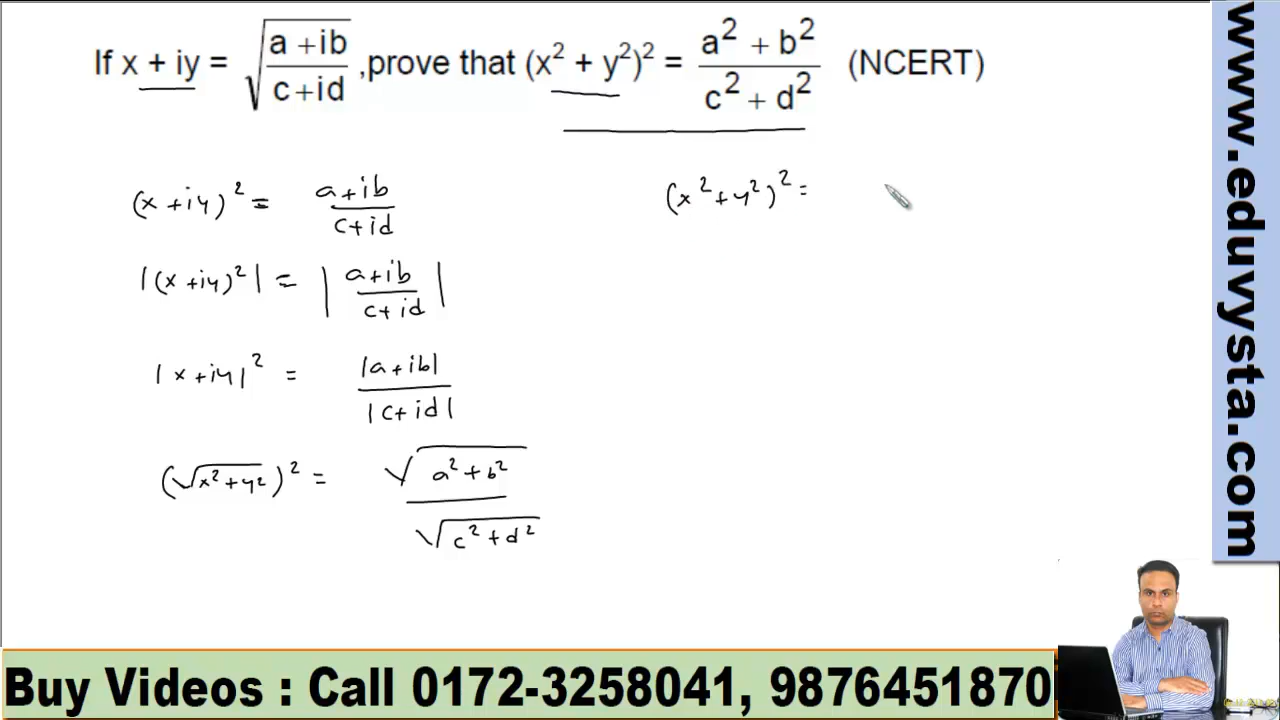 If x + iy = √((a + ib)/(c + id)) ,prove that (x² + y²)² = (a² + b²)/(c² + d²) (NCERT)
(x + iy)² = (a + ib)/(c + id)
|(x + iy)²| = |(a + ib)/(c + id)|
|x + iy|² = |a + ib|/|c + id|
(√(x² + y²))² = √(a² + b²)/√(c² + d²)
(x² + y²)² =
www.eduvysta.com
Buy Videos : Call 0172-3258041, 9876451870